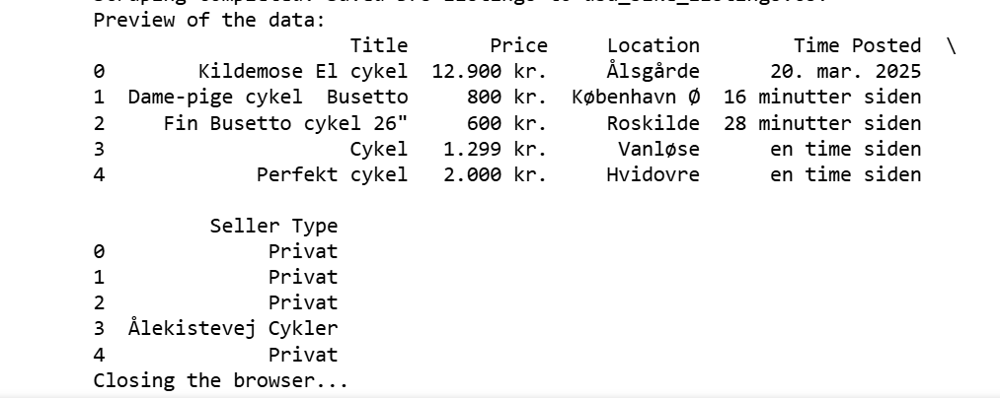 Preview of the data:
Title Price Location Time Posted \
0 Kildemose El cykel 12.900 kr. Ålsgårde 20. mar. 2025
1 Dame-pige cykel  Busetto 800 kr. København Ø 16 minutter siden
2 Fin Busetto cykel 26" 600 kr. Roskilde 28 minutter siden
3 Cykel 1.299 kr. Vanløse en time siden
4 Perfekt cykel 2.000 kr. Hvidovre en time siden
Seller Type
0 Privat
1 Privat
2 Privat
3 Ålekistevej Cykler
4 Privat
Closing the browser...